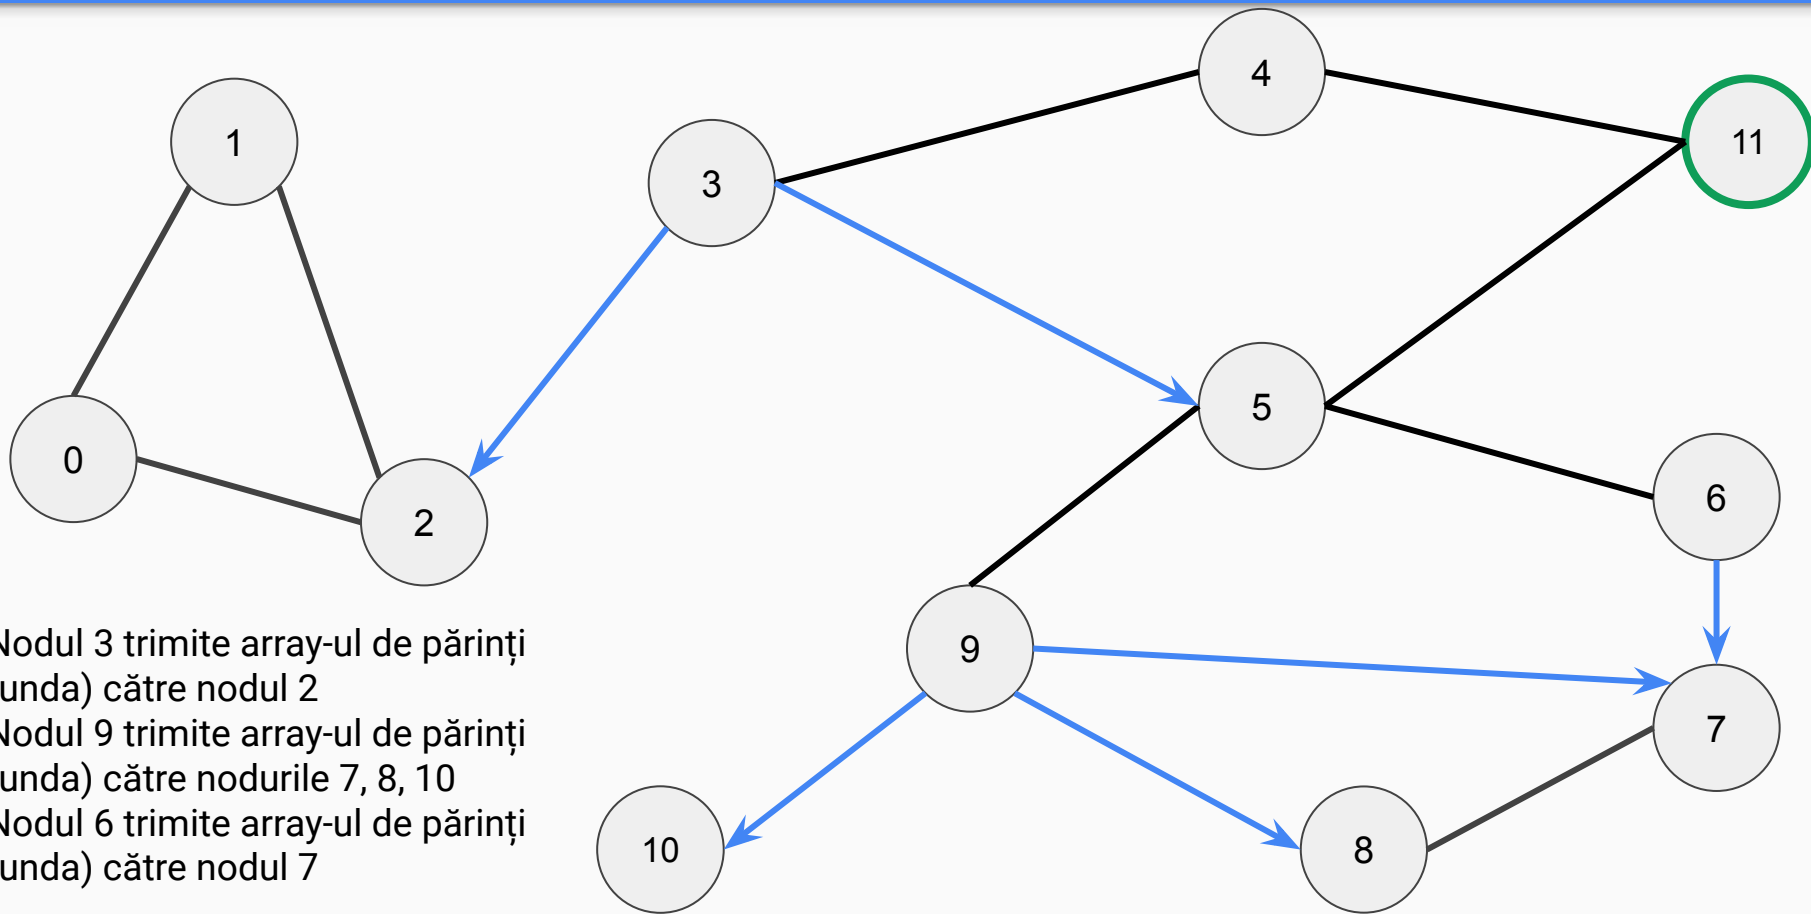 4
1
11
3
5
0
6
2
Nodul 3 trimite array-ul de părinți
unda) către nodul 2
9
Nodul 9 trimite array-ul de părinți
7
unda) către nodurile 7, 8, 10
Nodul 6 trimite array-ul de părinți
10
8
unda) către nodul 7